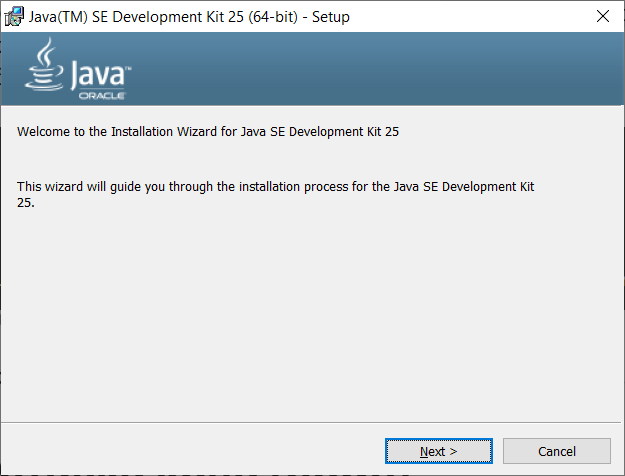 Java(TM) SE Development Kit 25 (64-bit) - Setup
Java™
ORACLE
Welcome to the Installation Wizard for Java SE Development Kit 25
This wizard will guide you through the installation process for the Java SE Development Kit
25.
Next >
Cancel